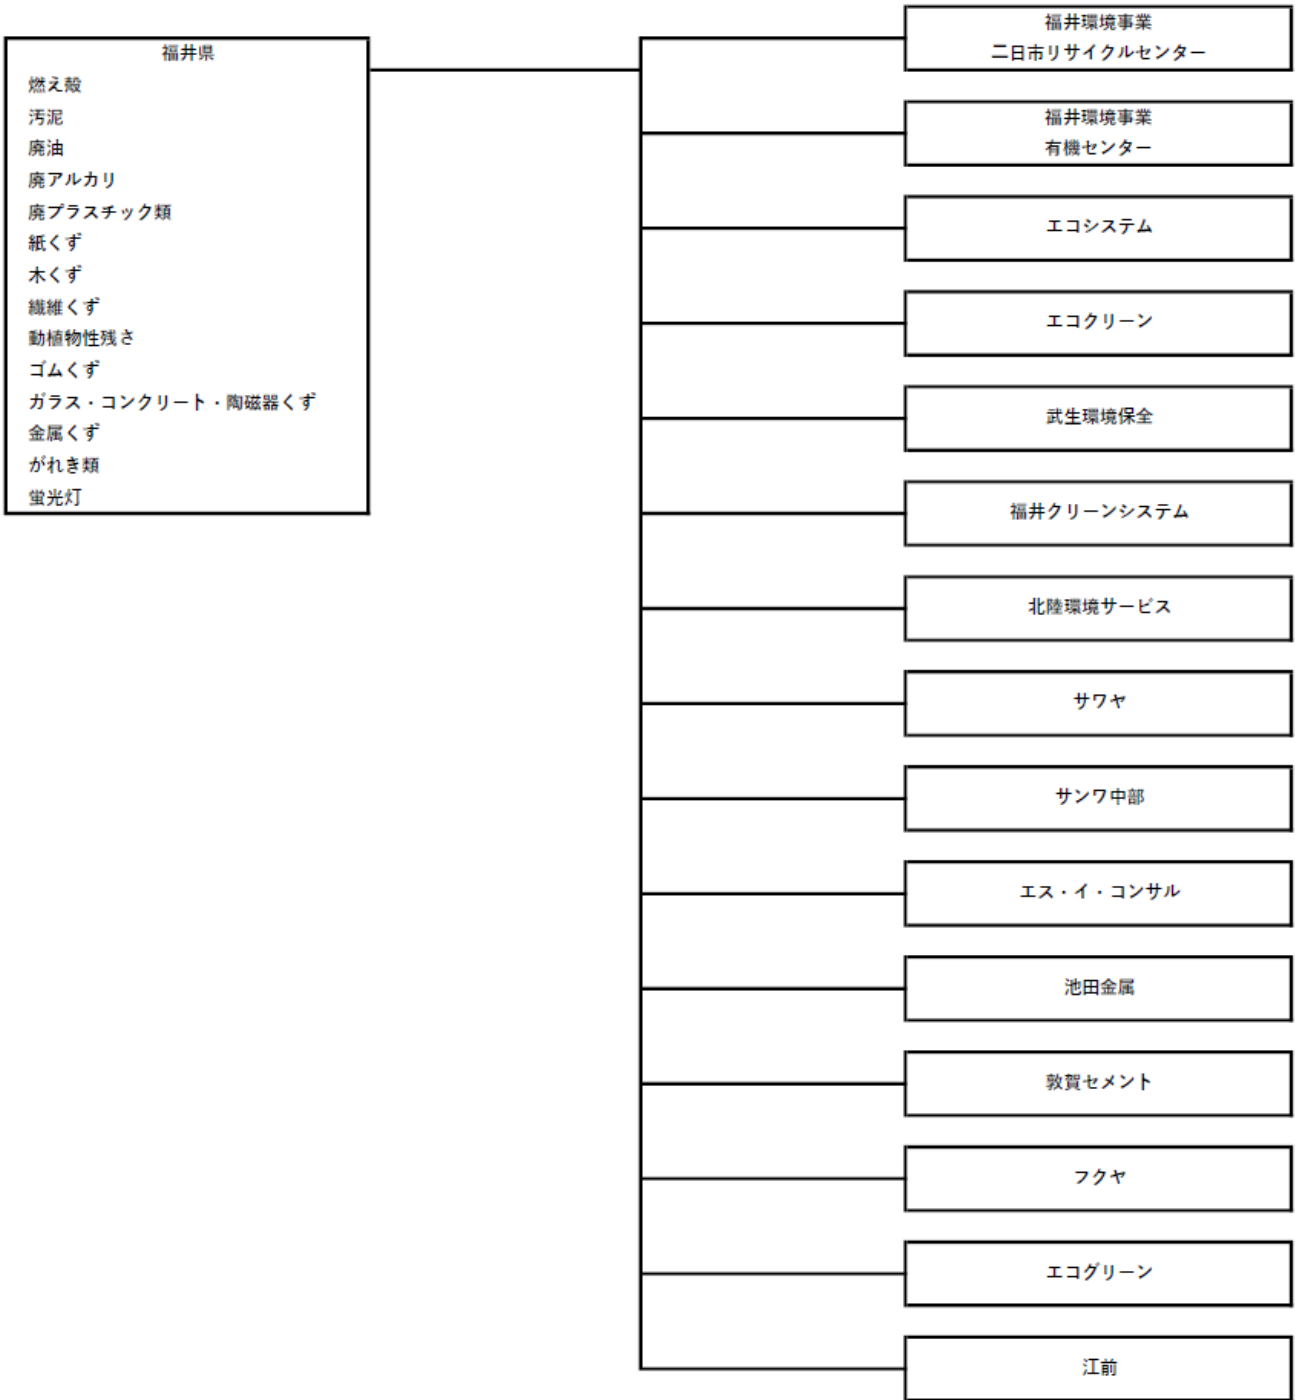 福井県
燃え殻
汚泥
廃油
廃アルカリ
廃プラスチック類
紙くず
木くず
繊維くず
動植物性残さ
ゴムくず
ガラス・コンクリート・陶磁器くず
金属くず
がれき類
蛍光灯
福井環境事業
二日市リサイクルセンター
福井環境事業
有機センター
エコシステム
エコクリーン
武生環境保全
福井クリーンシステム
北陸環境サービス
サワヤ
サンワ中部
エス・イ・コンサル
池田金属
敦賀セメント
フクヤ
エコグリーン
江前